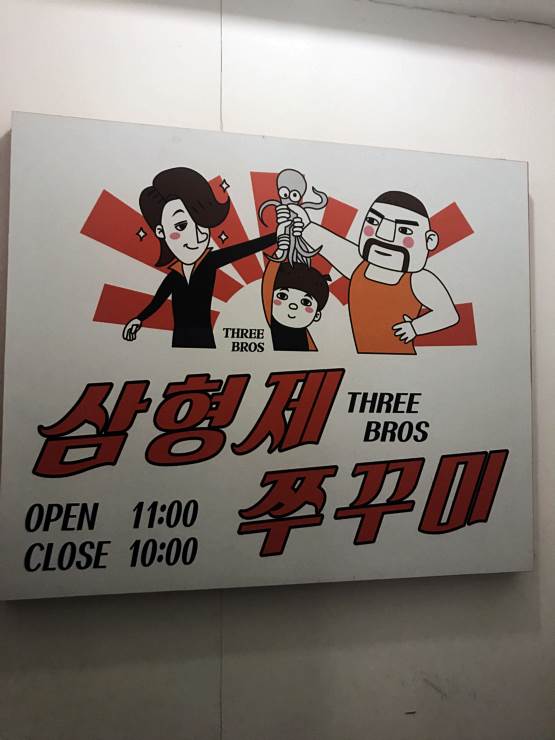 THREE
BROS
삼형제
THREE
BROS
쭈꾸미
OPEN 11:00
CLOSE 10:00